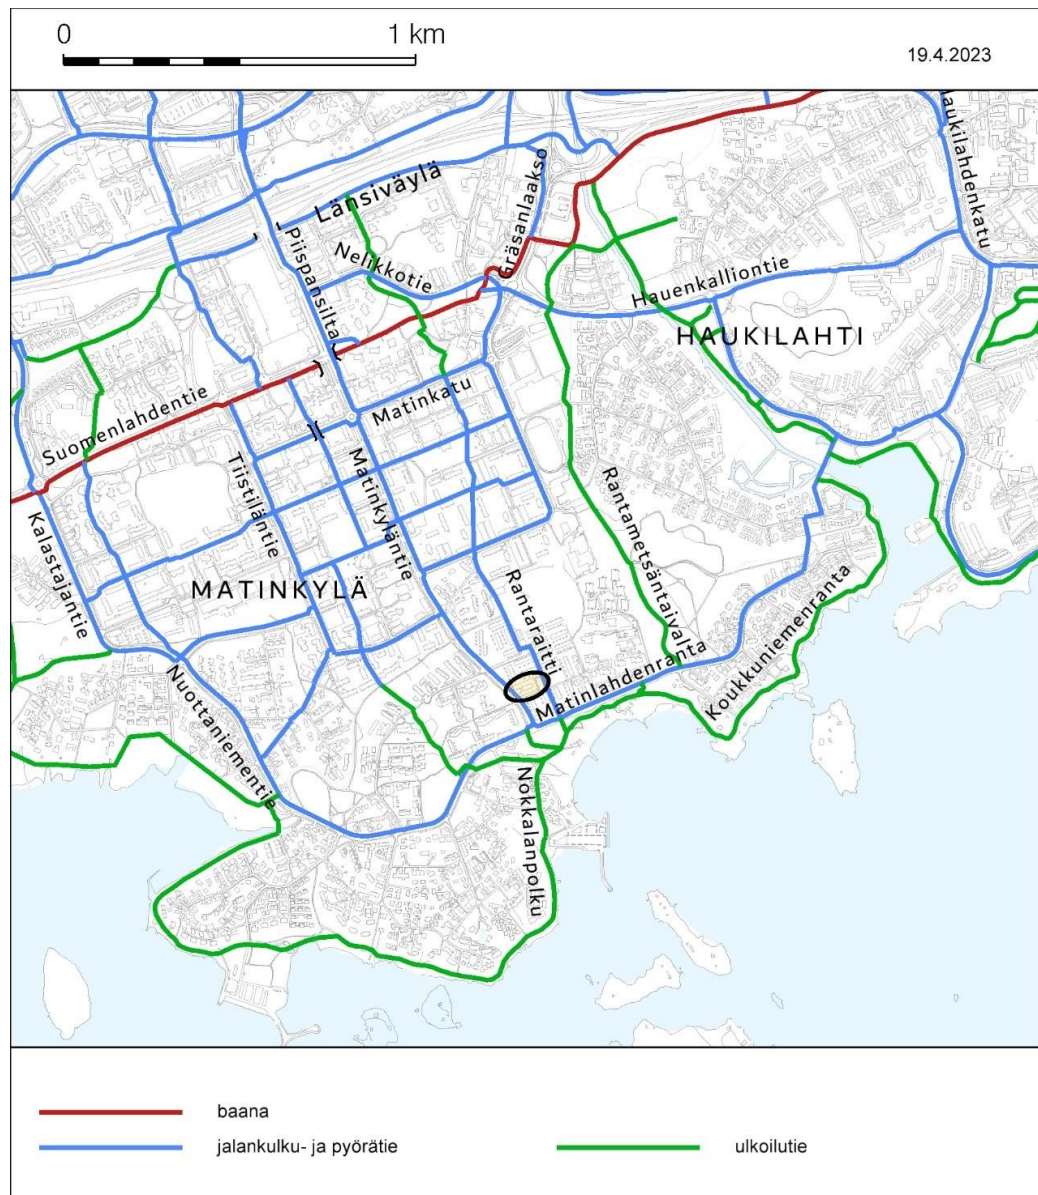 0 1 km
19.4.2023
Haukilahdenkatu
Länsiväylä
Gräsanlaakso
Piispansilta
Nelikkotie
Hauenkalliontie
HAUKILAHTI
Suomenlahdentie
Matinkatu
Tiistiläntie
Matinkyläntie
Rantametsäntaival
Kalastajantie
MATINKYLÄ
Rantaraitti
Koukkuniemenranta
Matinlahdenranta
Nuottaniementie
Nokkalanpolku
baana
jalankulku- ja pyörätie
ulkoilutie